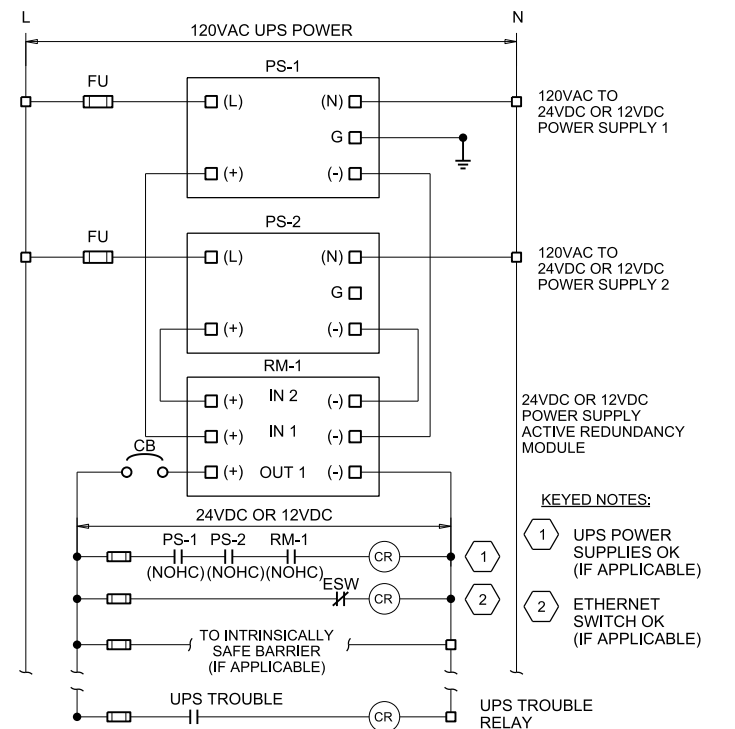 L
N
120VAC UPS POWER
PS-1
FU
(L)
(N)
G
(+)
(-)
120VAC TO
24VDC OR 12VDC
POWER SUPPLY 1
PS-2
FU
(L)
(N)
G
(+)
(-)
120VAC TO
24VDC OR 12VDC
POWER SUPPLY 2
RM-1
(+)
IN 2
(-)
(+)
IN 1
(-)
CB
(+)
OUT 1
(-)
24VDC OR 12VDC
POWER SUPPLY
ACTIVE REDUNDANCY
MODULE
24VDC OR 12VDC
PS-1
PS-2
RM-1
CR
1
(NOHC)
(NOHC)
(NOHC)
ESW
CR
2
TO INTRINSICALLY
SAFE BARRIER
(IF APPLICABLE)
UPS TROUBLE
CR
UPS TROUBLE
RELAY
KEYED NOTES:
1
UPS POWER
SUPPLIES OK
(IF APPLICABLE)
2
ETHERNET
SWITCH OK
(IF APPLICABLE)